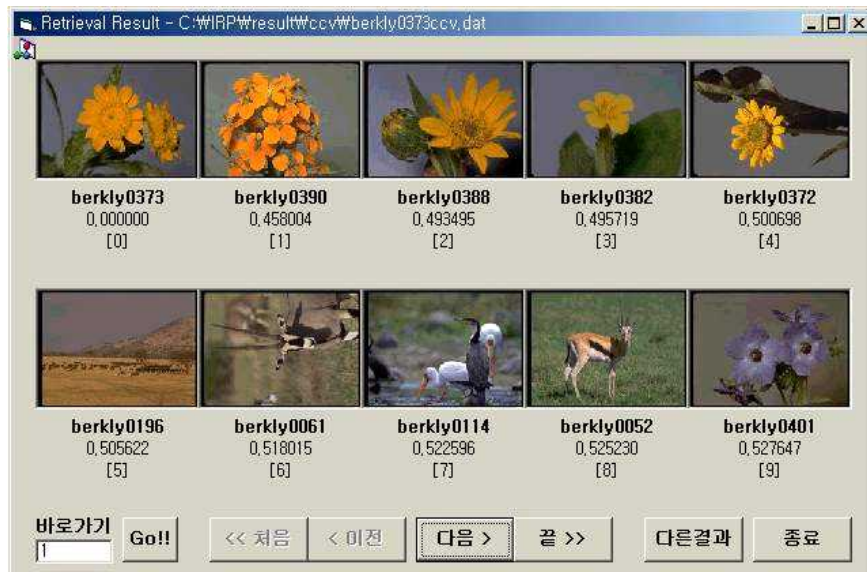 Retrieval Result - C:₩IRP₩result₩ccv₩berkly0373ccv.dat
berkly0373 berkly0390 berkly0388 berkly0382 berkly0372
0,000000 0,458004 0,493495 0,495719 0,500698
[0] [1] [2] [3] [4]
berkly0196 berkly0061 berkly0114 berkly0052 berkly0401
0,505622 0,518015 0,522596 0,525230 0,527647
[5] [6] [7] [8] [9]
바로가기
1 Go!! << 처음 < 이전 다음 > 끝 >> 다른결과 종료